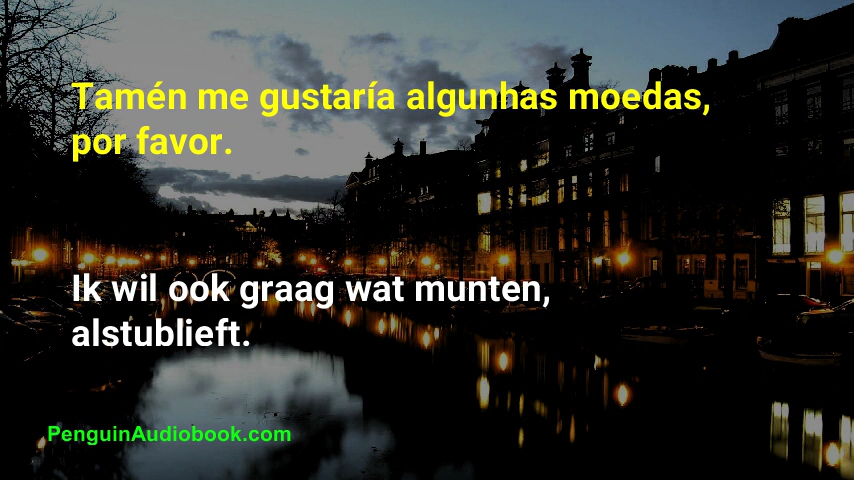 Tamén me gustaría algunhas moedas,
por favor.
Ik wil ook graag wat munten,
alstublieft.
PenguinAudiobook.com